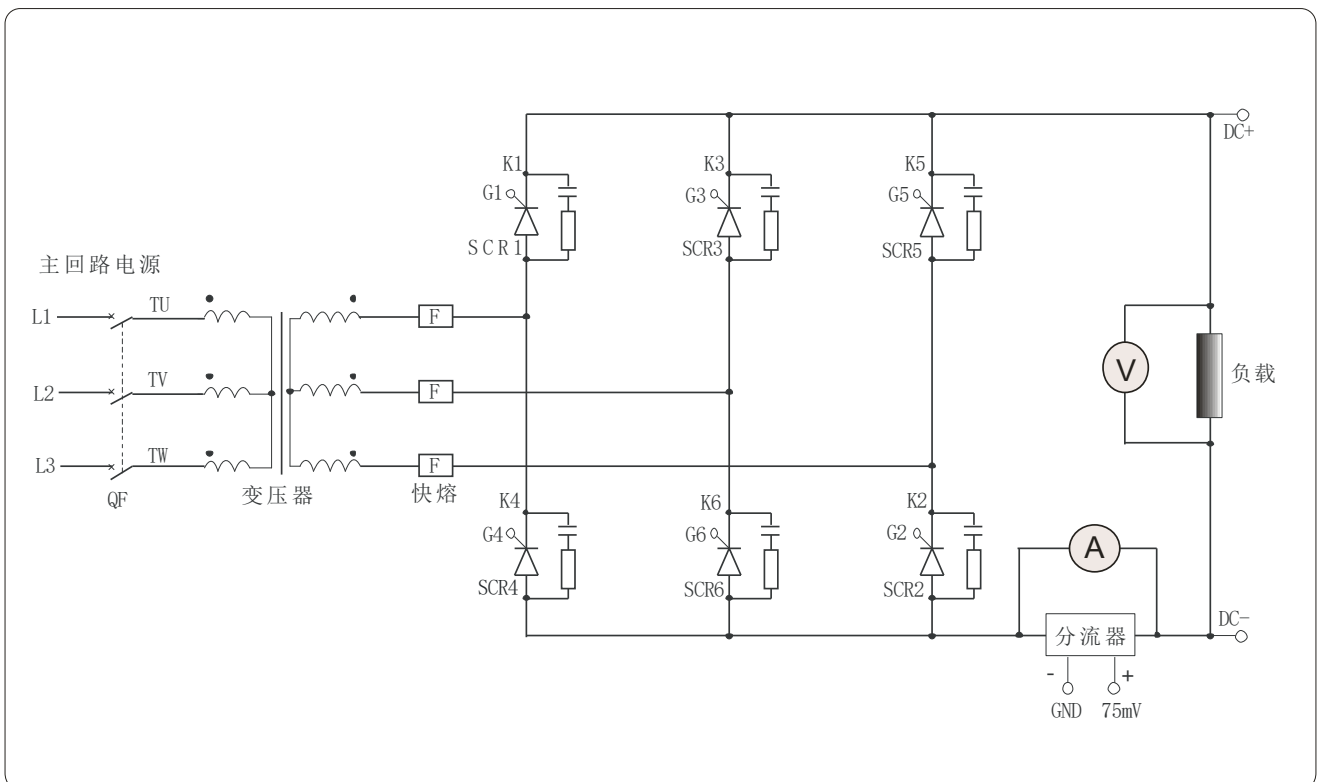 DC+
K1
K3
K5
G1
G3
G5
SCR1
SCR3
SCR5
主回路电源
L1
TU
F
L2
TV
F
V
负载
L3
TW
F
QF
变压器
快熔
K4
K6
K2
G4
G6
G2
A
SCR4
SCR6
SCR2
DC-
分流器
- +
GND 75mV